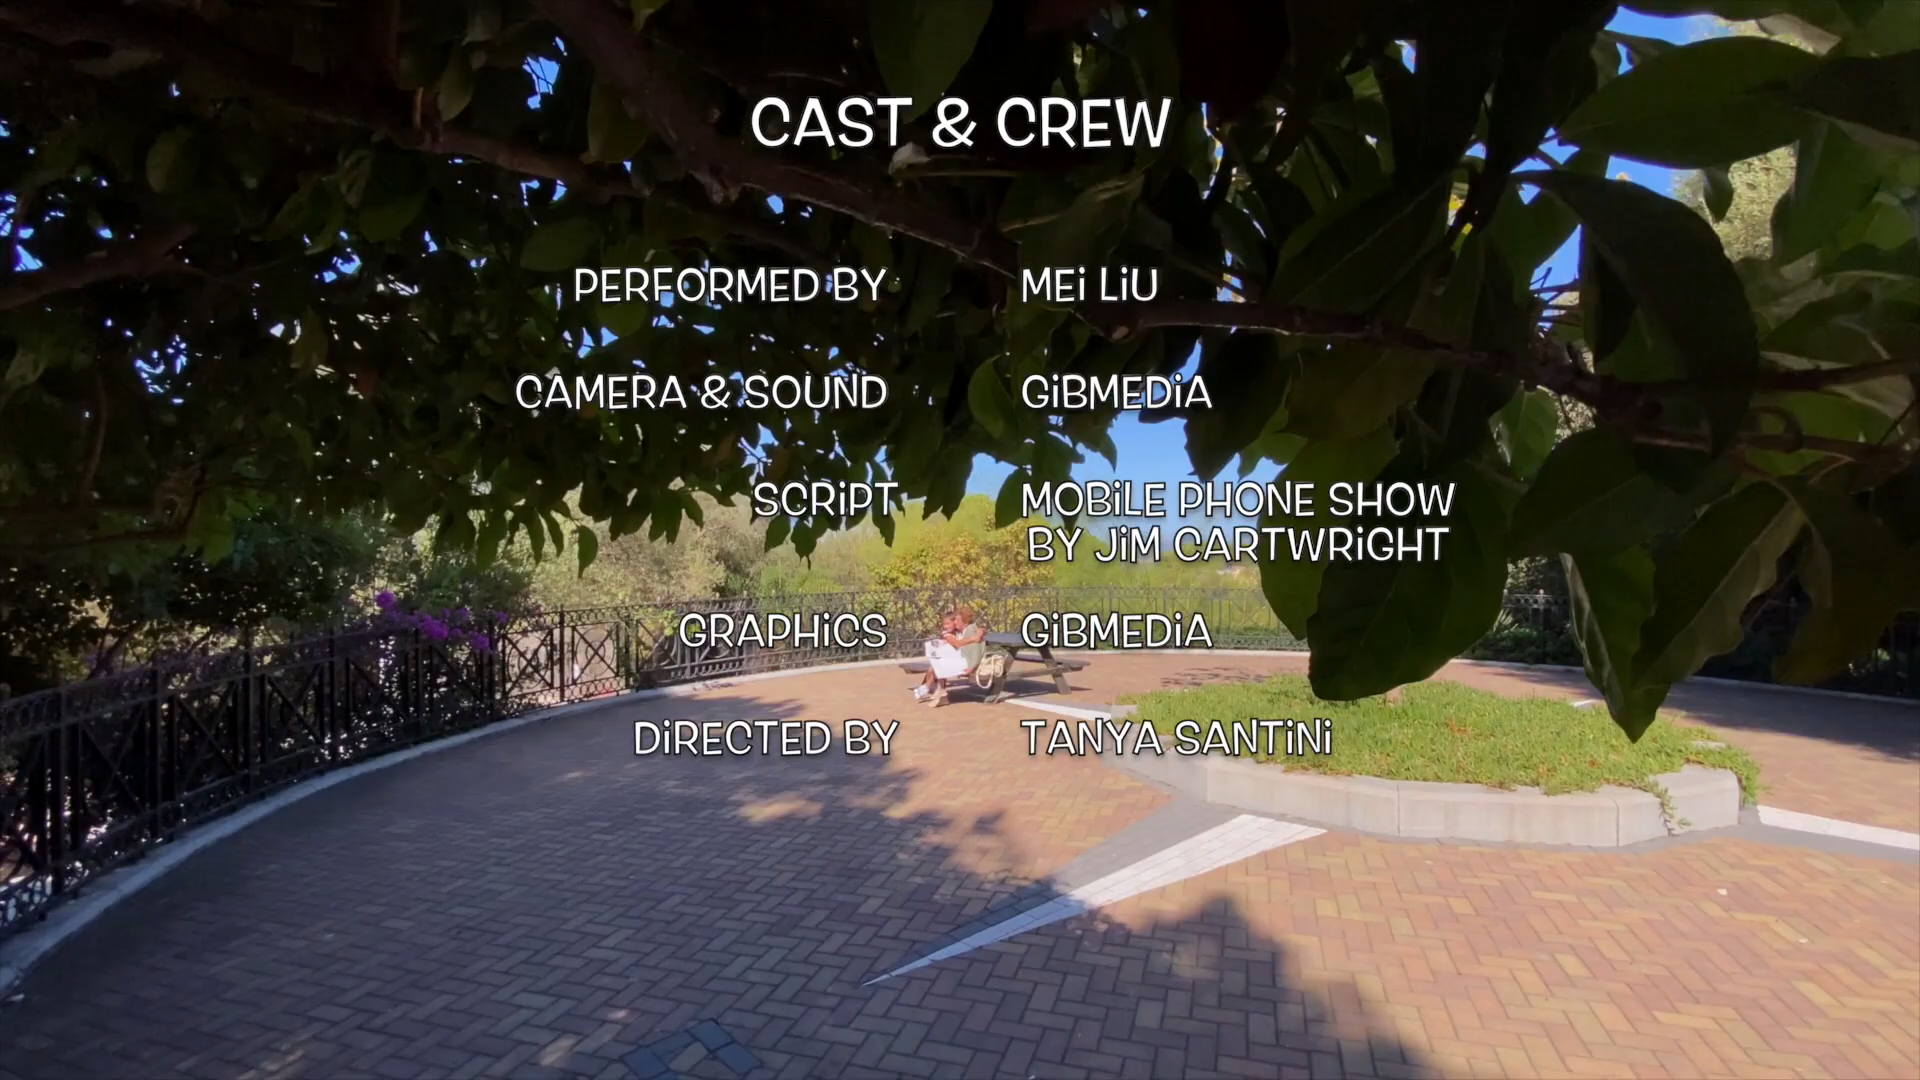 CAST & CREW
PERFORMED BY MEi LiU
CAMERA & SOUND GiBMEDiA
SCRiPT MOBiLE PHONE SHOW
BY JiM CARTWRiGHT
GRAPHiCS GiBMEDiA
DiRECTED BY TANYA SANTiNi